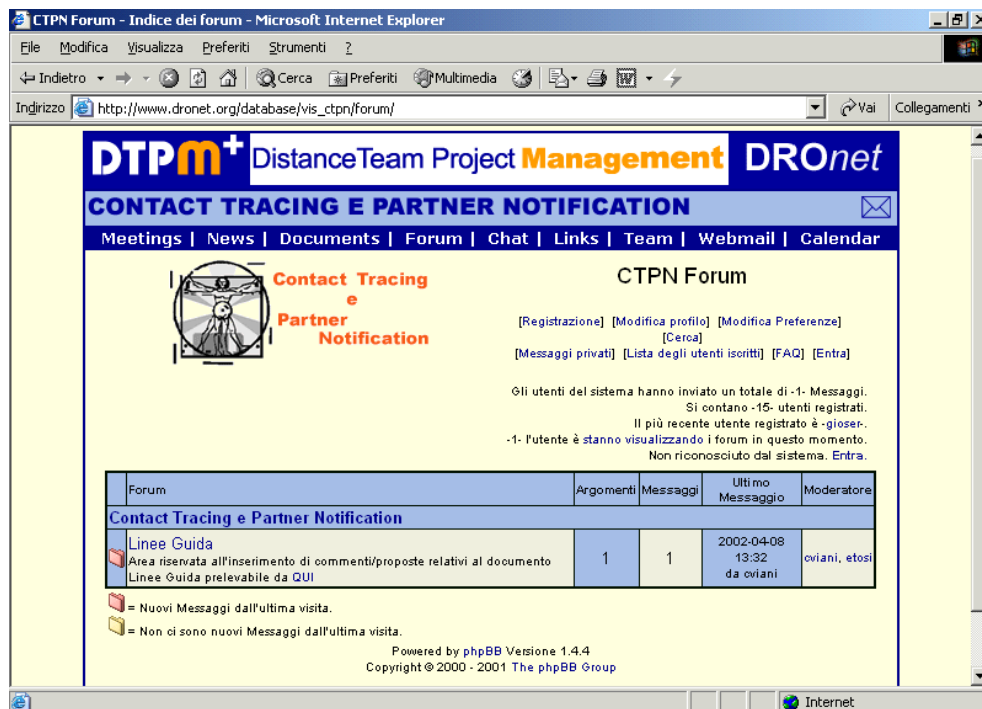 CTPN Forum - Indice dei forum - Microsoft Internet Explorer
File Modifica Visualizza Preferiti Strumenti ?
Indietro Cerca Preferiti Multimedia
Indirizzo http://www.dronet.org/database/vis_ctpn/forum/ Vai Collegamenti
DTPM+ DistanceTeam Project Management DROnet
CONTACT TRACING E PARTNER NOTIFICATION
Meetings | News | Documents | Forum | Chat | Links | Team | Webmail | Calendar
Contact Tracing
e
Partner
Notification
CTPN Forum
[Registrazione] [Modifica profilo] [Modifica Preferenze]
[Cerca]
[Messaggi privati] [Lista degli utenti iscritti] [FAQ] [Entra]
Gli utenti del sistema hanno inviato un totale di -1- Messaggi.
Si contano -15- utenti registrati.
Il più recente utente registrato è -gioser-.
-1- l'utente è stanno visualizzando i forum in questo momento.
Non riconosciuto dal sistema. Entra.
Forum Argomenti Messaggi Ultimo Messaggio Moderatore
Contact Tracing e Partner Notification
Linee Guida
Area riservata all'inserimento di commenti/proposte relativi al documento
Linee Guida prelevabile da QUI
1 1
2002-04-08
13:32
da cviani
cviani, etosi
= Nuovi Messaggi dall'ultima visita.
= Non ci sono nuovi Messaggi dall'ultima visita.
Powered by phpBB Versione 1.4.4
Copyright © 2000 - 2001 The phpBB Group
Internet